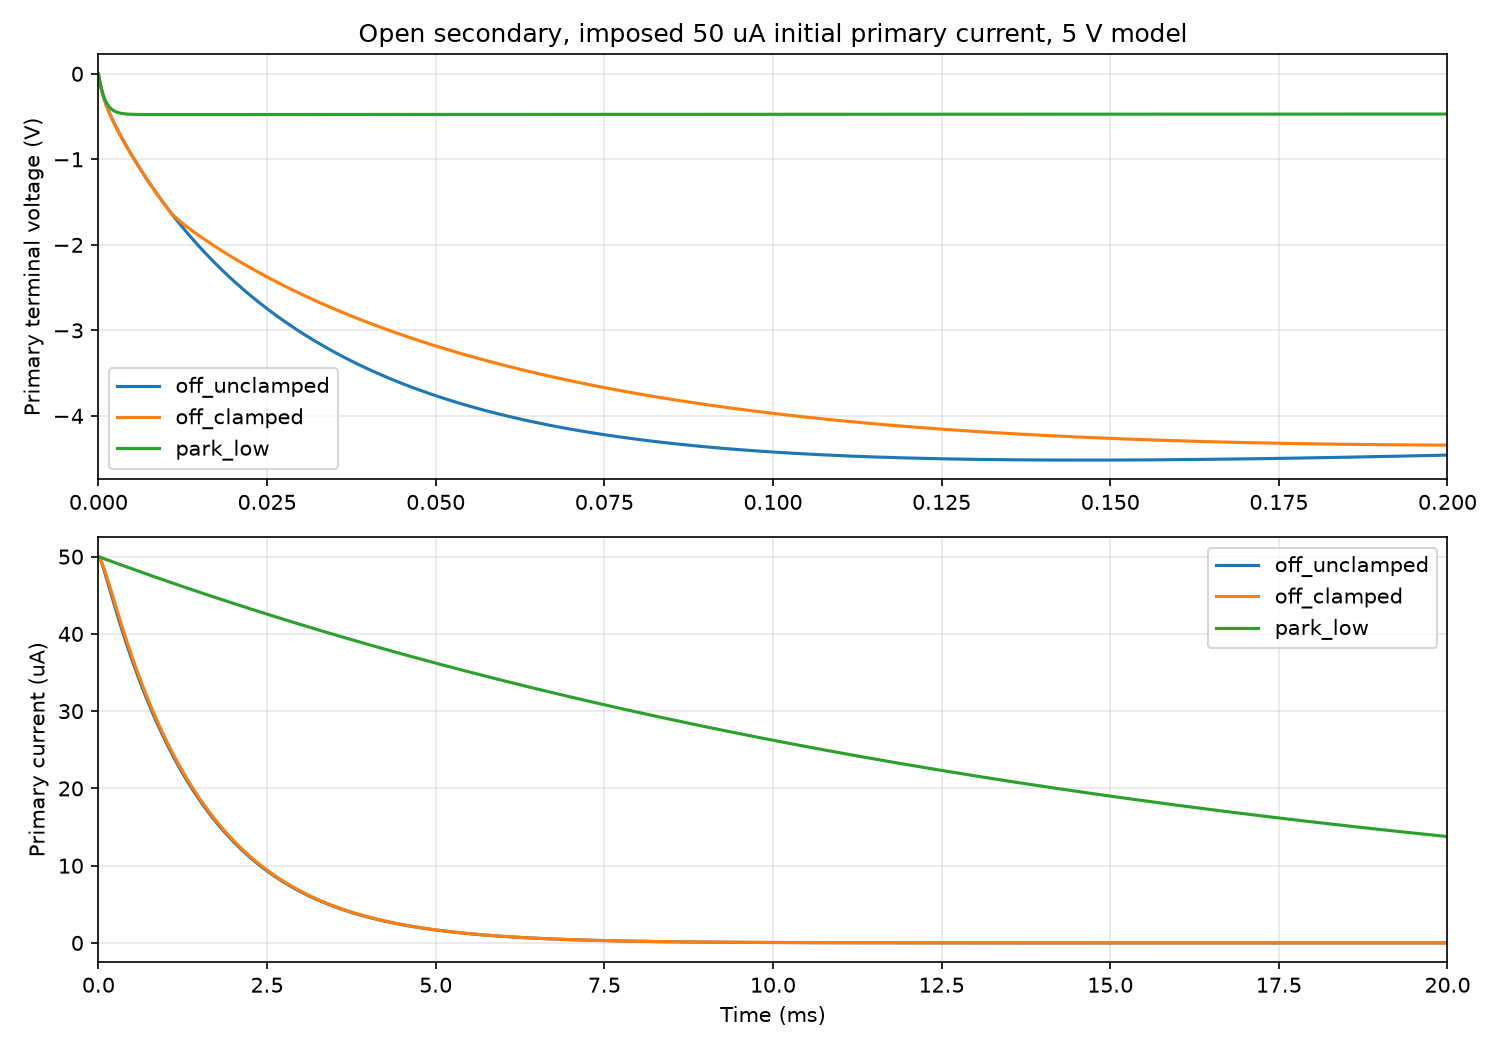 Open secondary, imposed 50 uA initial primary current, 5 V model
Primary terminal voltage (V)
0
−1
−2
−3
−4
off_unclamped
off_clamped
park_low
0.000 0.025 0.050 0.075 0.100 0.125 0.150 0.175 0.200
Primary current (uA)
50
40
30
20
10
0
off_unclamped
off_clamped
park_low
0.0 2.5 5.0 7.5 10.0 12.5 15.0 17.5 20.0
Time (ms)